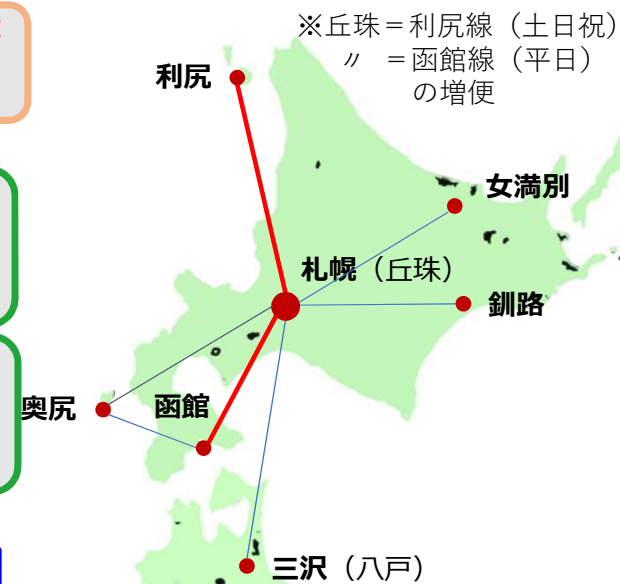 ※丘珠＝利尻線（土日祝）
〃 ＝函館線（平日）
の増便
利尻
女満別
札幌（丘珠）
釧路
奥尻
函館
三沢（八戸）